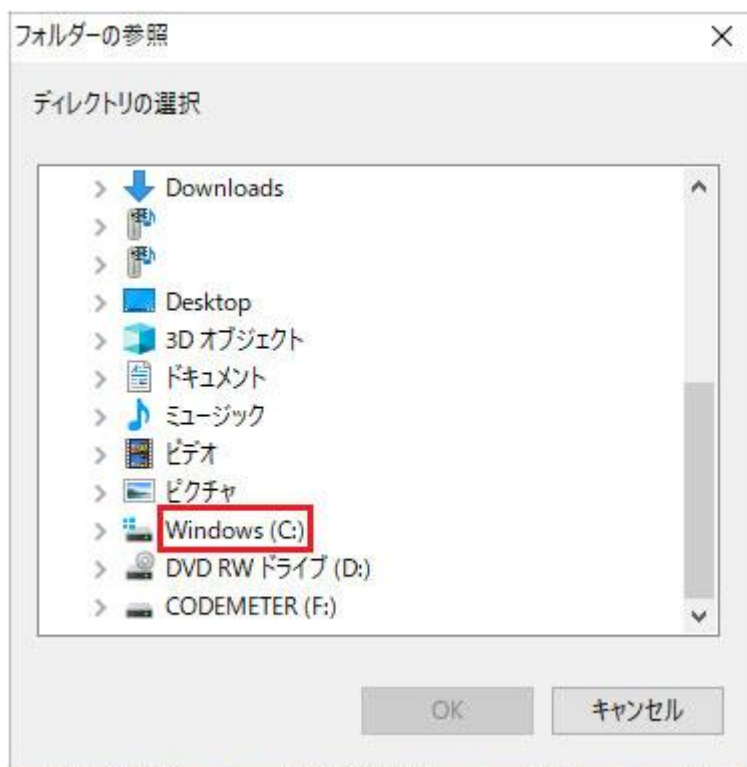 フォルダーの参照
ディレクトリの選択
Downloads
Desktop
3D オブジェクト
ドキュメント
ミュージック
ビデオ
ピクチャ
Windows (C:)
DVD RW ドライブ (D:)
CODEMETER (F:)
OK キャンセル